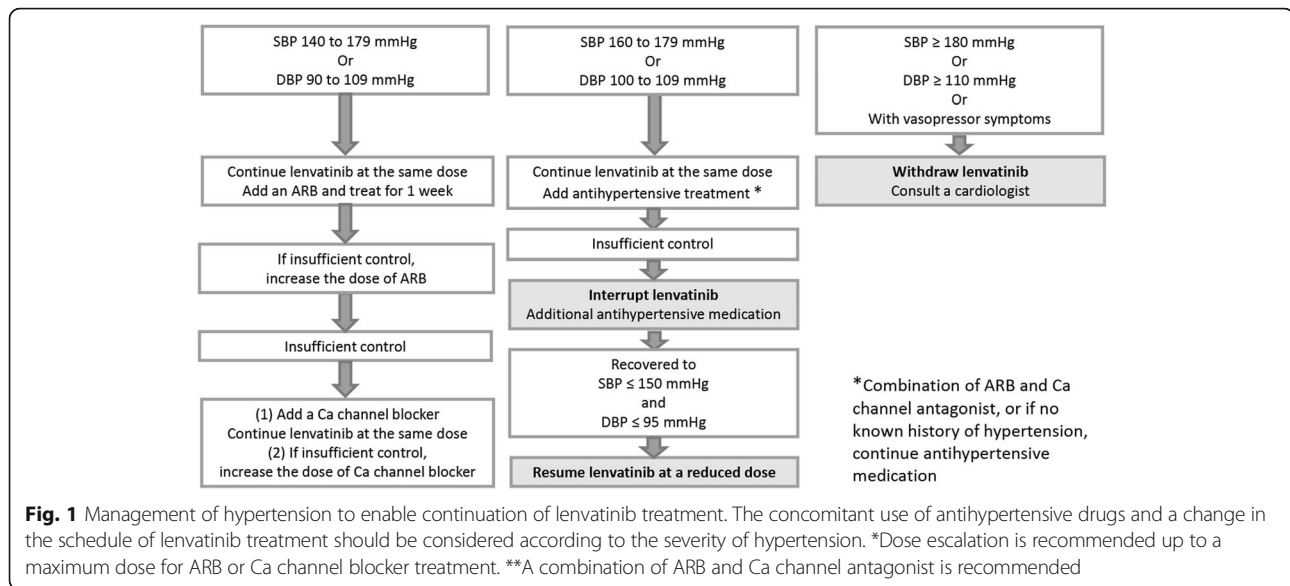 SBP 140 to 179 mmHg
Or
DBP 90 to 109 mmHg
Continue lenvatinib at the same dose
Add an ARB and treat for 1 week
If insufficient control,
increase the dose of ARB
Insufficient control
(1) Add a Ca channel blocker
Continue lenvatinib at the same dose
(2) If insufficient control,
increase the dose of Ca channel blocker
SBP 160 to 179 mmHg
Or
DBP 100 to 109 mmHg
Continue lenvatinib at the same dose
Add antihypertensive treatment *
Insufficient control
Interrupt lenvatinib
Additional antihypertensive medication
Recovered to
SBP ≤ 150 mmHg
and
DBP ≤ 95 mmHg
Resume lenvatinib at a reduced dose
SBP ≥ 180 mmHg
Or
DBP ≥ 110 mmHg
Or
With vasopressor symptoms
Withdraw lenvatinib
Consult a cardiologist
*Combination of ARB and Ca
channel antagonist, or if no
known history of hypertension,
continue antihypertensive
medication
Fig. 1 Management of hypertension to enable continuation of lenvatinib treatment. The concomitant use of antihypertensive drugs and a change in
the schedule of lenvatinib treatment should be considered according to the severity of hypertension. *Dose escalation is recommended up to a
maximum dose for ARB or Ca channel blocker treatment. **A combination of ARB and Ca channel antagonist is recommended